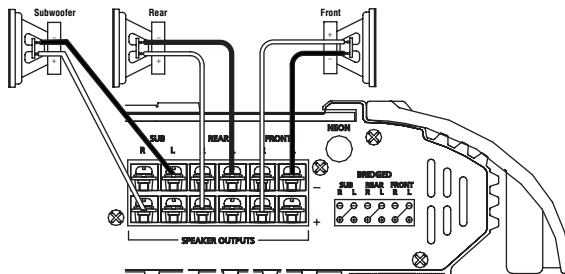 Subwoofer Rear Front
− − +
+ + −
SUB REAR FRONT NEON
R L R L R L
BRIDGED
SUB REAR FRONT
R L R L R L
−
+
SPEAKER OUTPUTS